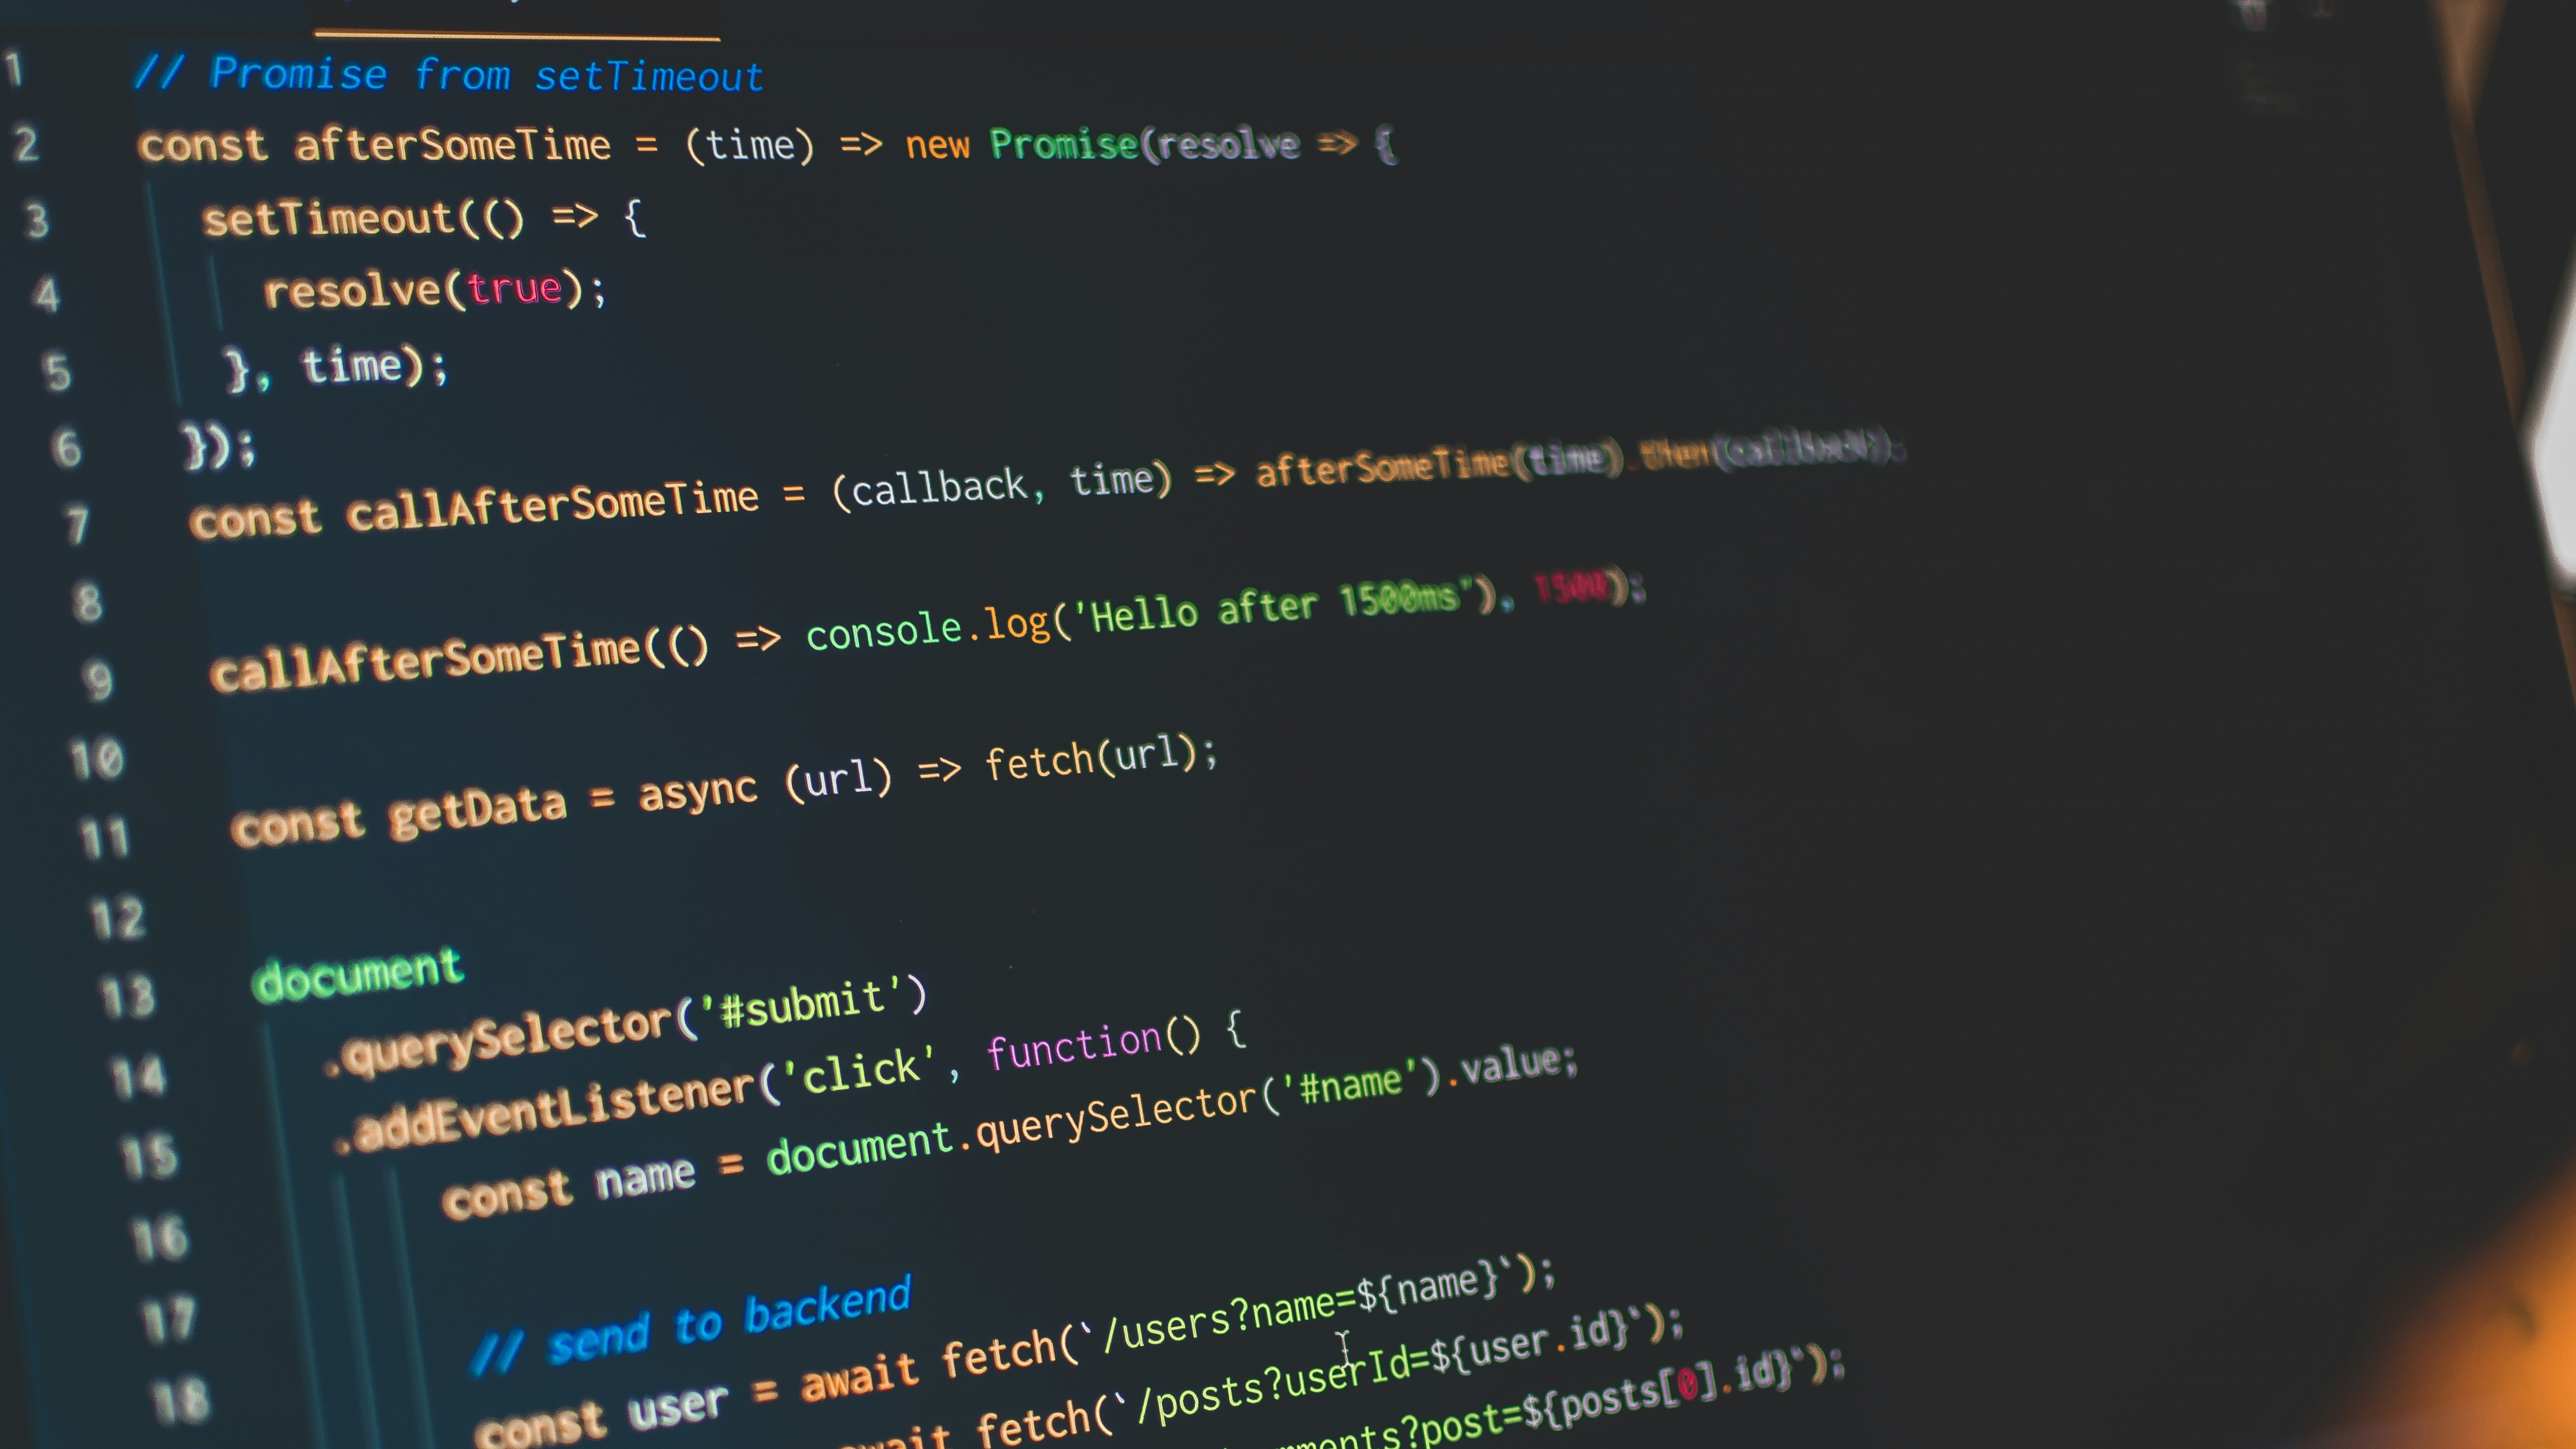 1 // Promise from setTimeout
2 const afterSomeTime = (time) => new Promise(resolve => {
3 setTimeout(() => {
4 resolve(true);
5 }, time);
6 });
7 const callAfterSomeTime = (callback, time) => afterSomeTime(time).then(callback);
8
9 callAfterSomeTime(() => console.log('Hello after 1500ms'), 1500);
10
11 const getData = async (url) => fetch(url);
12
13 document
14 .querySelector('#submit')
15 .addEventListener('click', function() {
16 const name = document.querySelector('#name').value;
17
18 // send to backend
const user = await fetch(`/users?name=${name}`);
await fetch(`/posts?userId=${user.id}`);
comments?post=${posts[0].id}`);